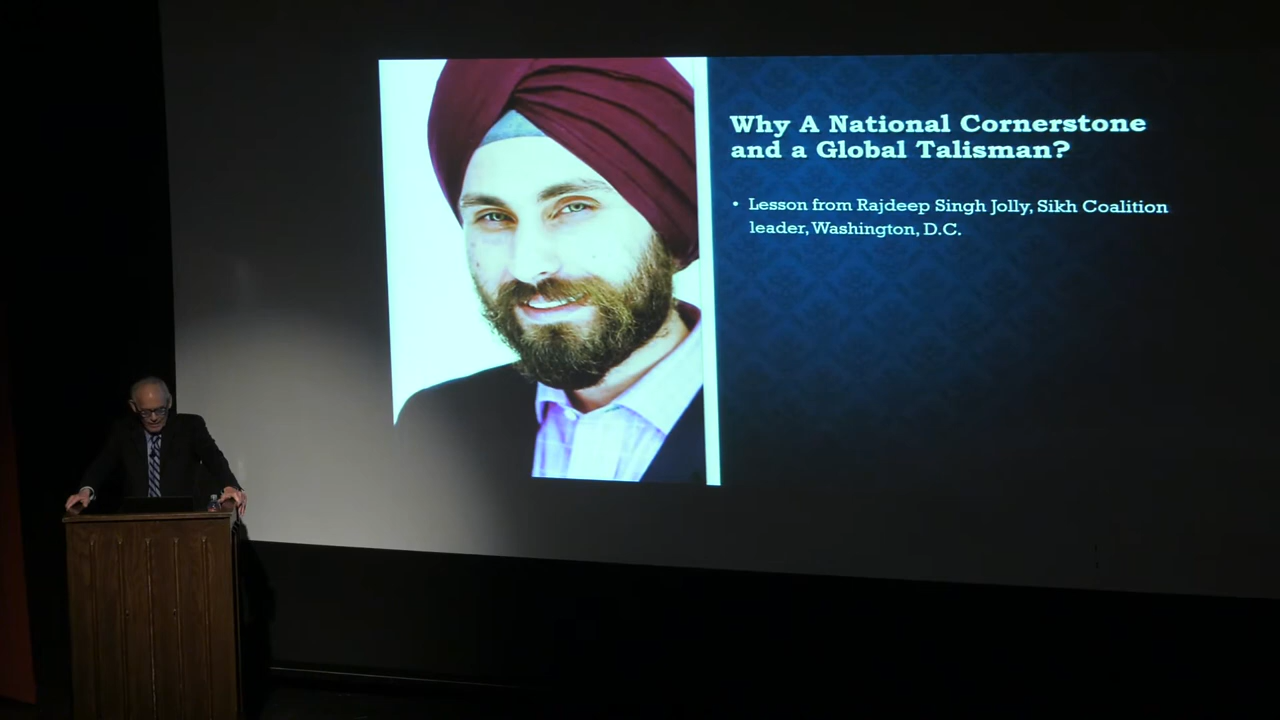 Why A National Cornerstone
and a Global Talisman?
• Lesson from Rajdeep Singh Jolly, Sikh Coalition
leader, Washington, D.C.